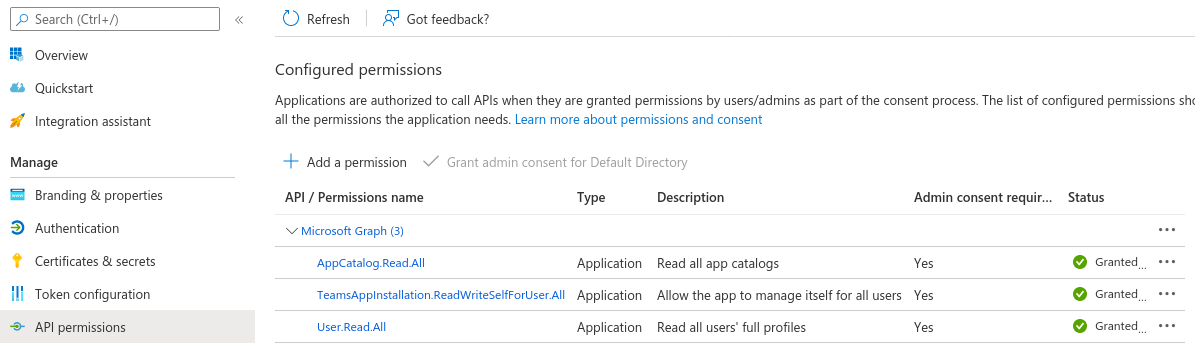 Search (Ctrl+/)
«
Overview
Quickstart
Integration assistant
Manage
Branding & properties
Authentication
Certificates & secrets
Token configuration
API permissions
Refresh
Got feedback?
Configured permissions
Applications are authorized to call APIs when they are granted permissions by users/admins as part of the consent process. The list of configured permissions sho
all the permissions the application needs. Learn more about permissions and consent
Add a permission
Grant admin consent for Default Directory
API / Permissions name Type Description Admin consent requir... Status
Microsoft Graph (3)
AppCatalog.Read.All Application Read all app catalogs Yes Granted...
TeamsAppInstallation.ReadWriteSelfForUser.All Application Allow the app to manage itself for all users Yes Granted...
User.Read.All Application Read all users' full profiles Yes Granted...